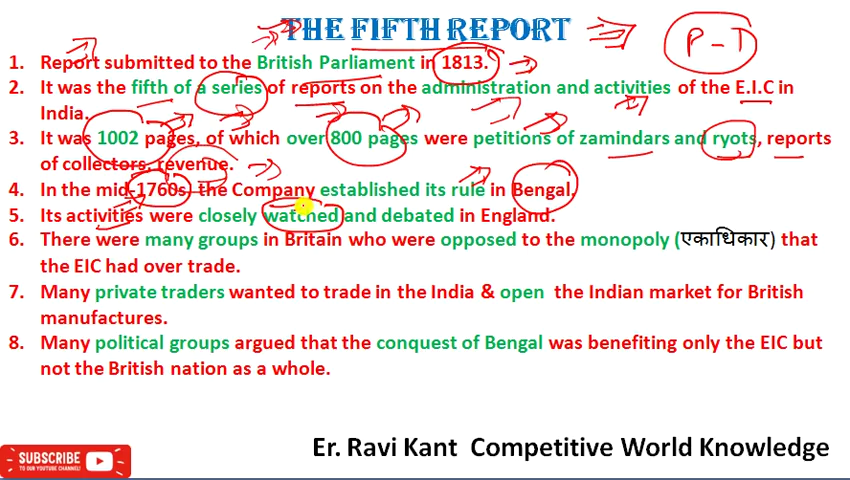 THE FIFTH REPORT
P-T
1. Report submitted to the British Parliament in 1813.
2. It was the fifth of a series of reports on the administration and activities of the E.I.C in
India.
3. It was 1002 pages, of which over 800 pages were petitions of zamindars and ryots, reports
of collectors, revenue.
4. In the mid-1760s the Company established its rule in Bengal.
5. Its activities were closely watched and debated in England.
6. There were many groups in Britain who were opposed to the monopoly (एकाधिकार) that
the EIC had over trade.
7. Many private traders wanted to trade in the India & open the Indian market for British
manufactures.
8. Many political groups argued that the conquest of Bengal was benefiting only the EIC but
not the British nation as a whole.
Er. Ravi Kant Competitive World Knowledge
SUBSCRIBE
TO OUR YOUTUBE CHANNEL!